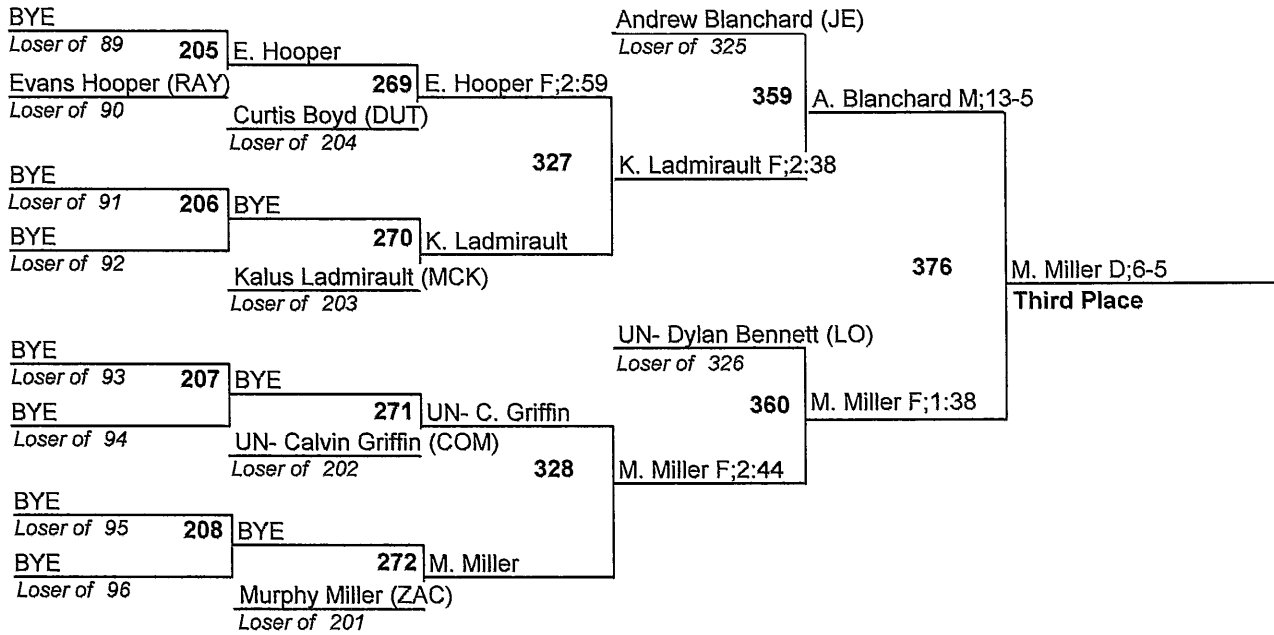 BYE
Loser of 89
205
E. Hooper
Evans Hooper (RAY)
Loser of 90
269
E. Hooper F;2:59
Curtis Boyd (DUT)
Loser of 204
BYE
Loser of 91
206
BYE
BYE
Loser of 92
270
K. Ladmirault
Kalus Ladmirault (MCK)
Loser of 203
327
K. Ladmirault F;2:38
Andrew Blanchard (JE)
Loser of 325
359
A. Blanchard M;13-5
BYE
Loser of 93
207
BYE
BYE
Loser of 94
271
UN- C. Griffin
UN- Calvin Griffin (COM)
Loser of 202
328
M. Miller F;2:44
BYE
Loser of 95
208
BYE
BYE
Loser of 96
272
M. Miller
Murphy Miller (ZAC)
Loser of 201
UN- Dylan Bennett (LO)
Loser of 326
360
M. Miller F;1:38
376
M. Miller D;6-5
Third Place